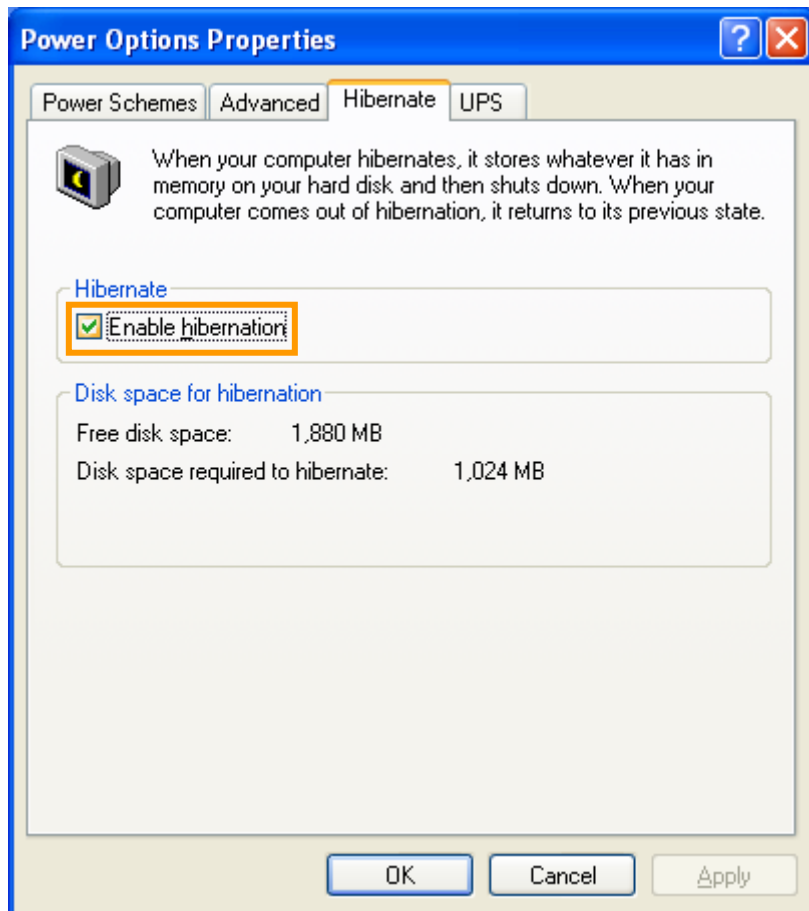 Power Options Properties
Power Schemes Advanced Hibernate UPS
When your computer hibernates, it stores whatever it has in
memory on your hard disk and then shuts down. When your
computer comes out of hibernation, it returns to its previous state.
Hibernate
Enable hibernation
Disk space for hibernation
Free disk space: 1,880 MB
Disk space required to hibernate: 1,024 MB
OK Cancel Apply